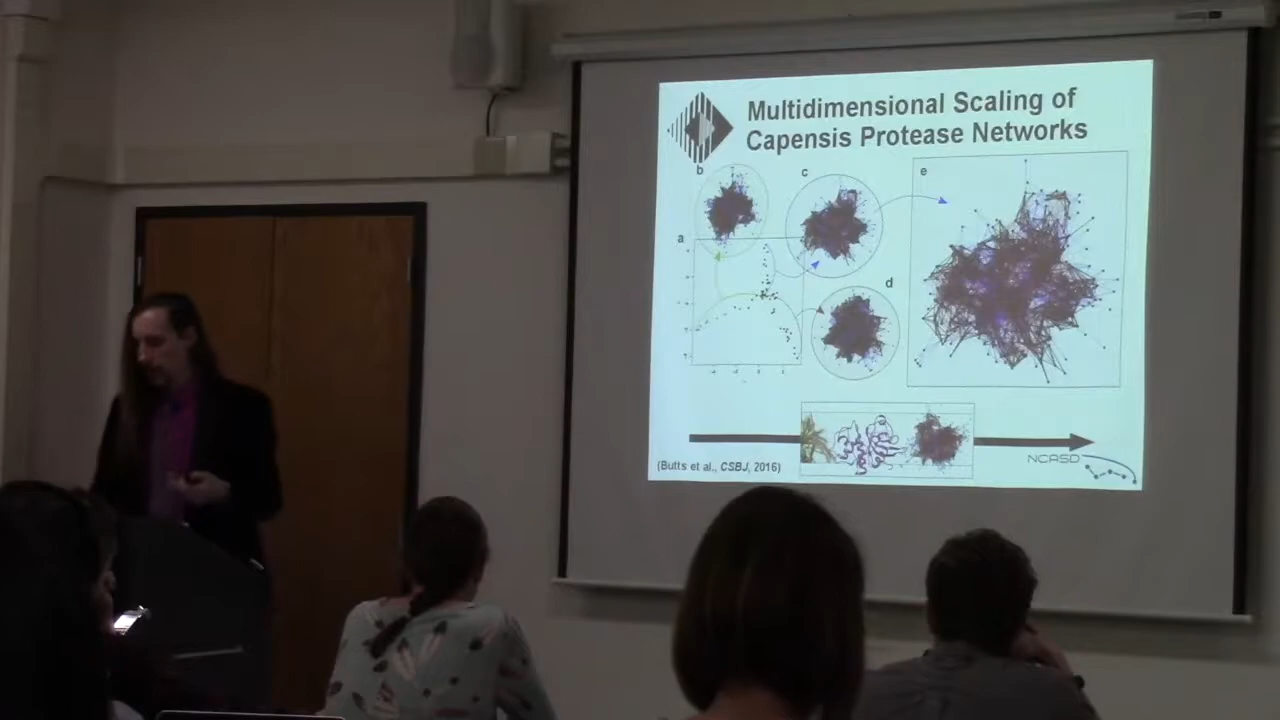 Multidimensional Scaling of
Capensis Protease Networks
b
c
e
a
d
(Butts et al., CSBJ, 2016)
NCASD